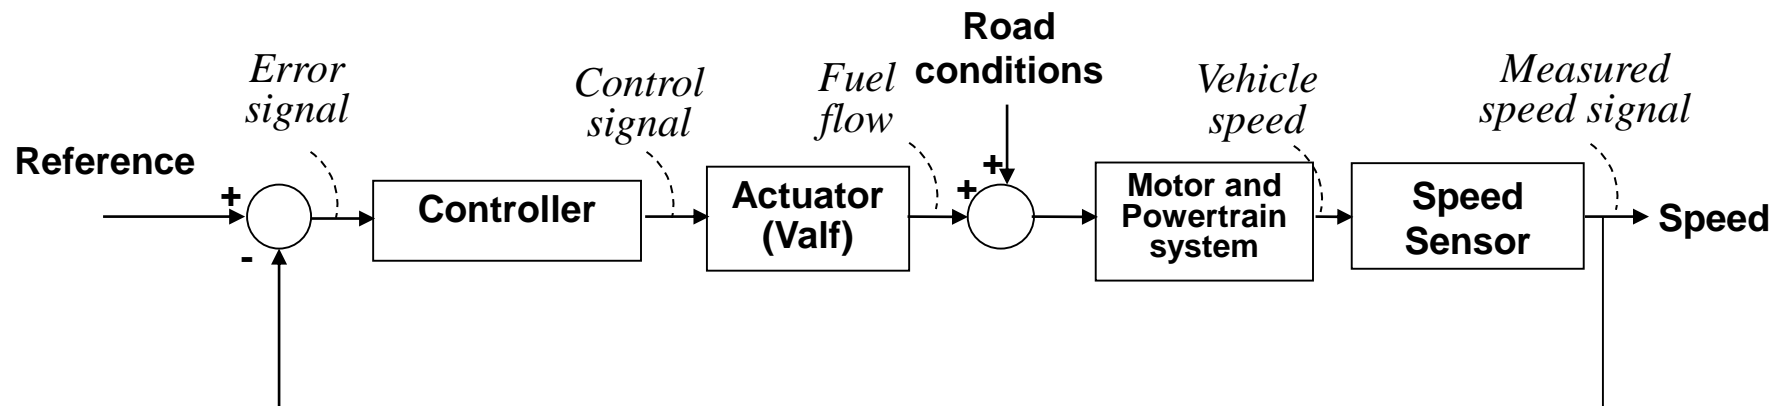 Reference
+
-
Error
signal
Controller
Control
signal
Actuator
(Valf)
Fuel
flow
Road
conditions
+
+
Motor and
Powertrain
system
Vehicle
speed
Speed
Sensor
Measured
speed signal
Speed